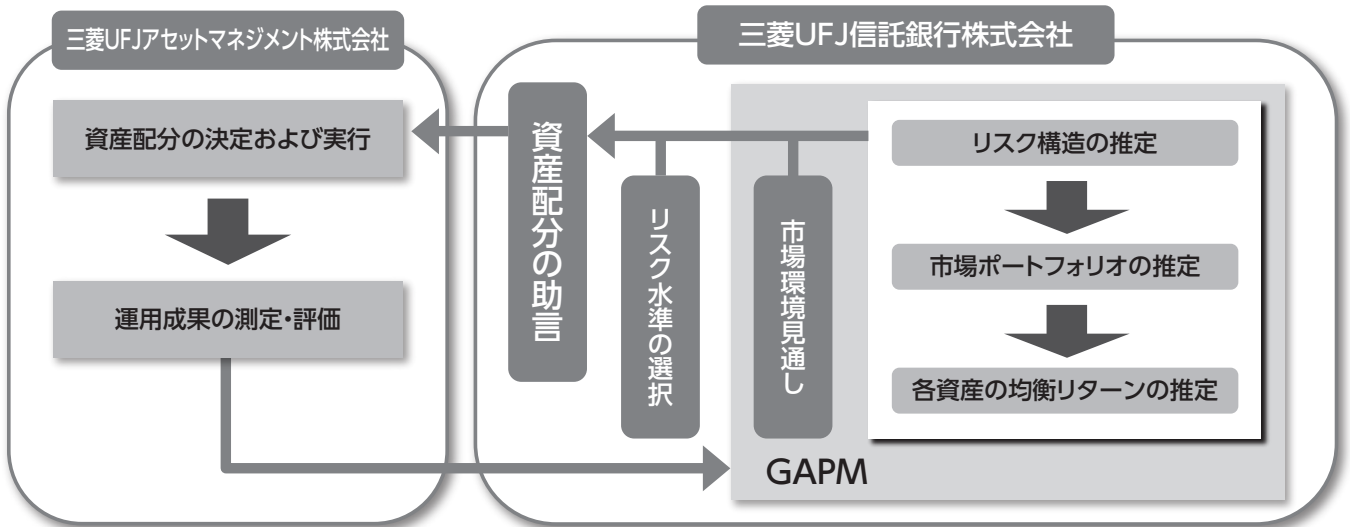 三菱UFJアセットマネジメント株式会社
資産配分の決定および実行
運用成果の測定・評価
三菱UFJ信託銀行株式会社
資産配分の助言
リスク水準の選択
市場環境見通し
リスク構造の推定
市場ポートフォリオの推定
各資産の均衡リターンの推定
GAPM